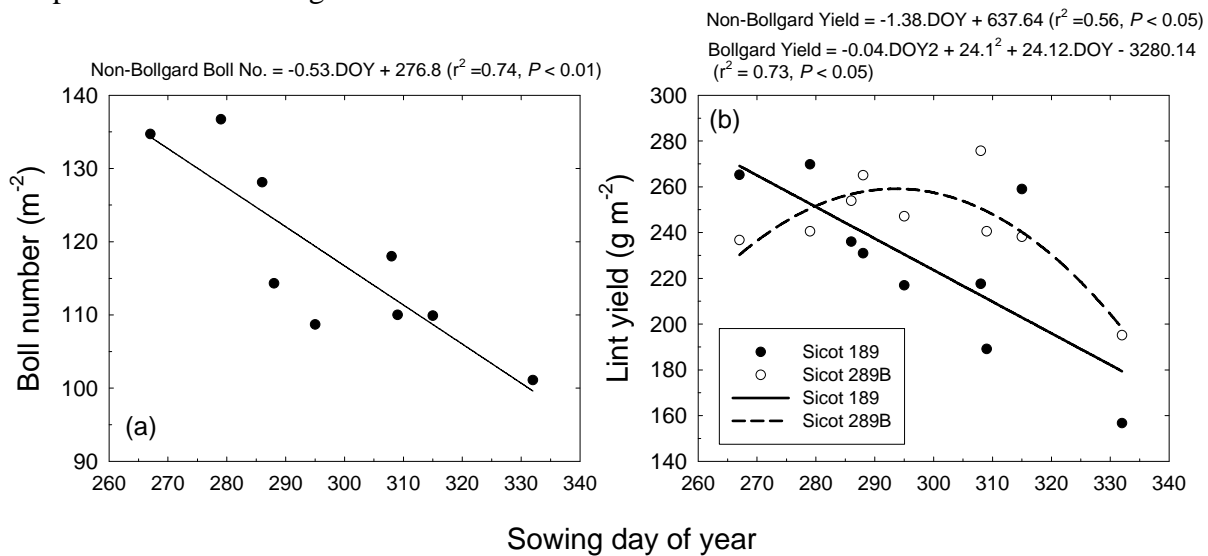 Non-Bollgard Yield = -1.38.DOY + 637.64 (r² =0.56, P < 0.05)
Bollgard Yield = -0.04.DOY2 + 24.1² + 24.12.DOY - 3280.14
(r² = 0.73, P < 0.05)
Non-Bollgard Boll No. = -0.53.DOY + 276.8 (r² =0.74, P < 0.01)
140
130
120
110
100
90
Boll number (m⁻²)
(a)
260 270 280 290 300 310 320 330 340
300
280
260
240
220
200
180
160
140
Lint yield (g m⁻²)
(b)
Sicot 189
Sicot 289B
Sicot 189
Sicot 289B
260 270 280 290 300 310 320 330 340
Sowing day of year